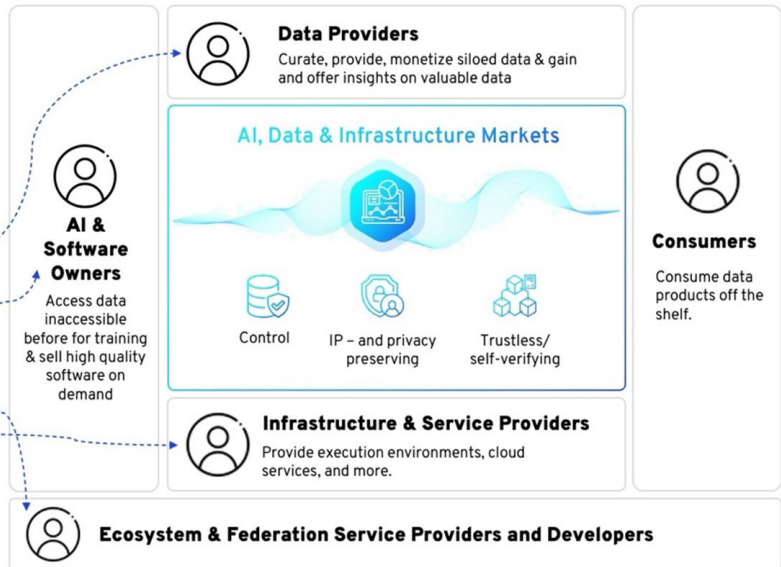 Data Providers
Curate, provide, monetize siloed data & gain
and offer insights on valuable data
AI, Data & Infrastructure Markets
AI &
Software
Owners
Access data
inaccessible
before for training
& sell high quality
software on
demand
Control
IP – and privacy
preserving
Trustless/
self-verifying
Consumers
Consume data
products off the
shelf.
Infrastructure & Service Providers
Provide execution environments, cloud
services, and more.
Ecosystem & Federation Service Providers and Developers